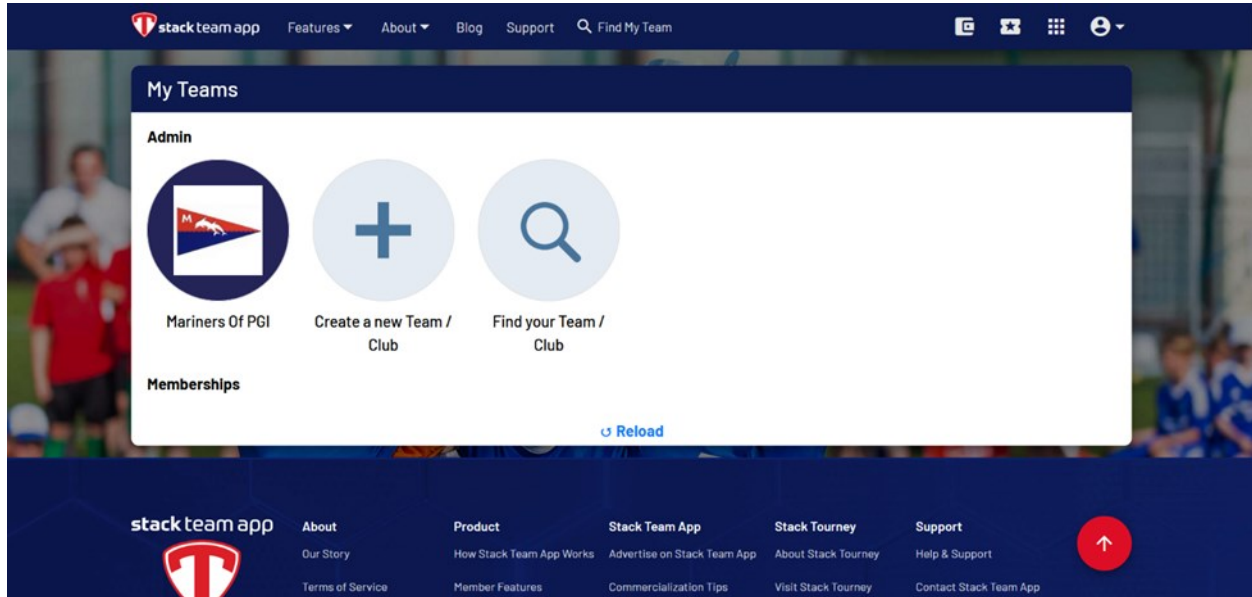 stack team app
Features
About
Blog
Support
Find My Team
My Teams
Admin
M
Mariners Of PGI
Create a new Team /
Club
Find your Team /
Club
Memberships
Reload
stack team app
About
Our Story
Terms of Service
Product
How Stack Team App Works
Member Features
Stack Team App
Advertise on Stack Team App
Commercialization Tips
Stack Tourney
About Stack Tourney
Visit Stack Tourney
Support
Help & Support
Contact Stack Team App